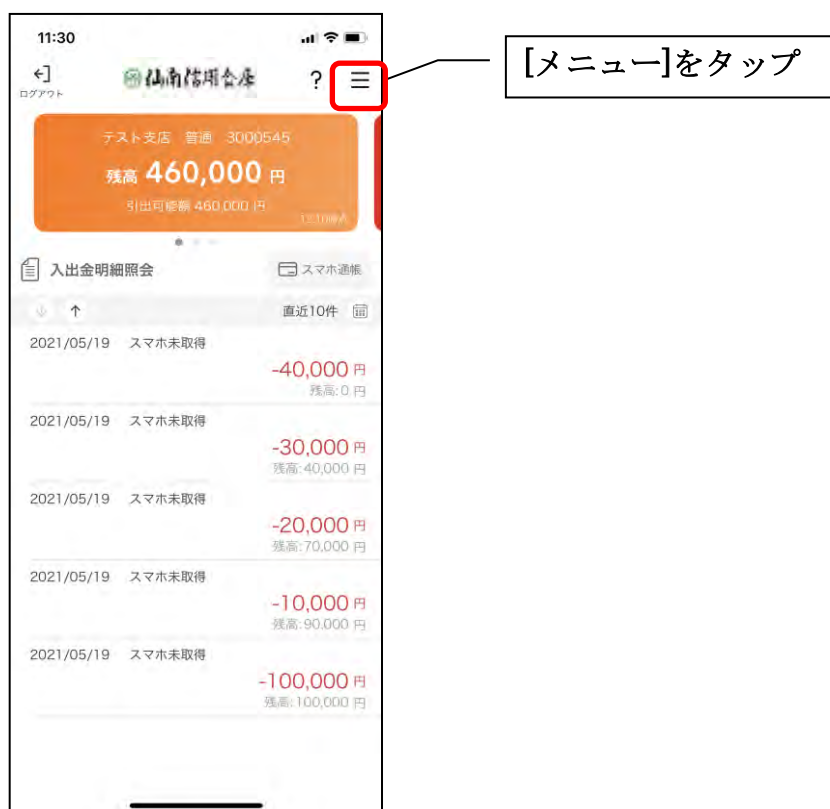 11:30
仙南信用金庫
?
ログアウト
[メニュー]をタップ
テスト支店 普通 3000545
残高 460,000 円
引出可能額 460,000 円
入出金明細照会
スマホ通帳
↓ ↑ 直近10件
2021/05/19 スマホ未取得
-40,000 円
残高:0 円
2021/05/19 スマホ未取得
-30,000 円
残高:40,000 円
2021/05/19 スマホ未取得
-20,000 円
残高:70,000 円
2021/05/19 スマホ未取得
-10,000 円
残高:90,000 円
2021/05/19 スマホ未取得
-100,000 円
残高:100,000 円